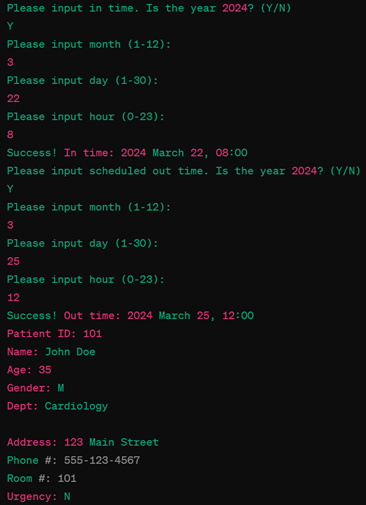 Please input in time. Is the year 2024? (Y/N)
Y
Please input month (1-12):
3
Please input day (1-30):
22
Please input hour (0-23):
8
Success! In time: 2024 March 22, 08:00
Please input scheduled out time. Is the year 2024? (Y/N)
Y
Please input month (1-12):
3
Please input day (1-30):
25
Please input hour (0-23):
12
Success! Out time: 2024 March 25, 12:00
Patient ID: 101
Name: John Doe
Age: 35
Gender: M
Dept: Cardiology
Address: 123 Main Street
Phone #: 555-123-4567
Room #: 101
Urgency: N